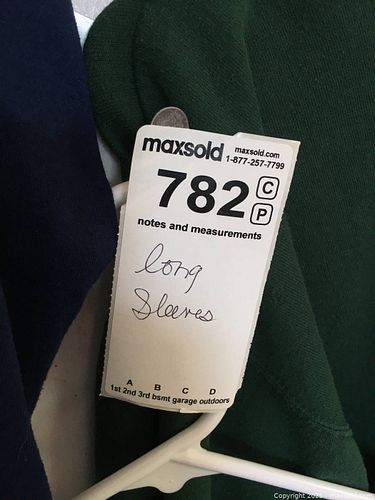 maxsold maxsold.com
1-877-257-7799
782 C
P
notes and measurements
long
Sleeves
A B C D
1st 2nd 3rd bsmt garage outdoors